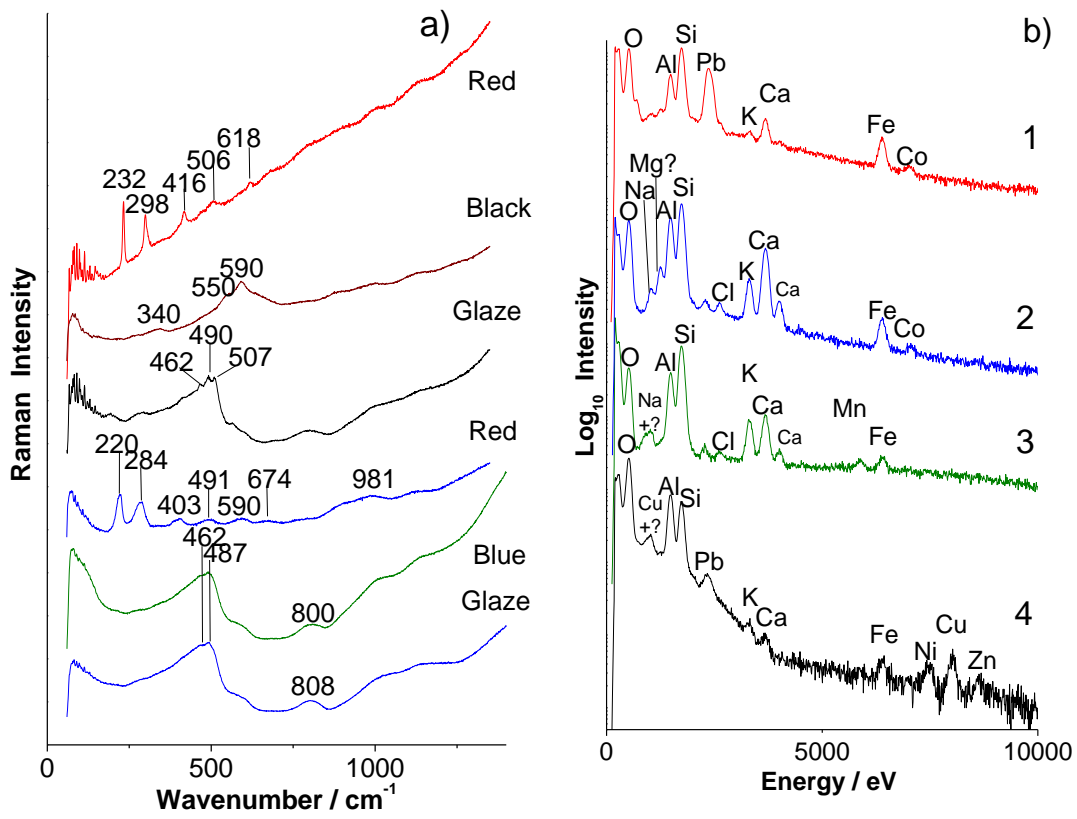 a)
Red
618
506
416
232
298
Black
590
550
340
Glaze
490
462
507
Red
220
284
403
491
590
674
981
462
487
Blue
800
Glaze
808
0
500
1000
Wavenumber / cm-1
Raman Intensity
b)
O
Al
Si
Pb
K
Ca
Fe
Co
1
O
Na
Mg?
Al
Si
Cl
K
Ca
Ca
Fe
Co
2
O
Na
+?
Al
Si
Cl
K
Ca
Ca
Mn
Fe
3
O
Cu
+?
Al
Si
Pb
K
Ca
Fe
Ni
Cu
Zn
4
0
5000
10000
Energy / eV
Log10 Intensity